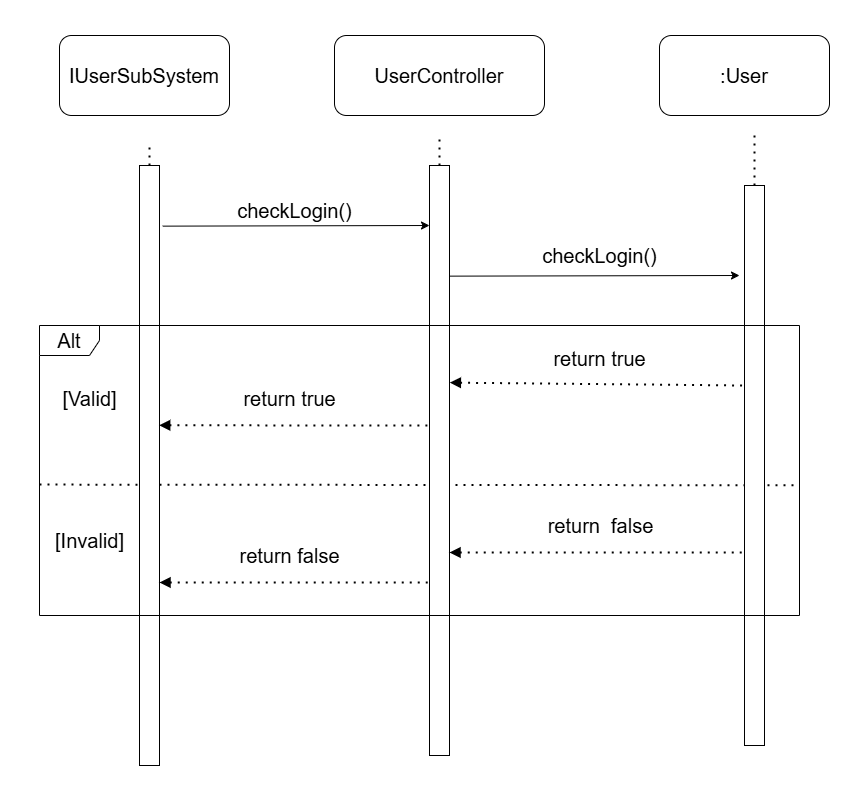 IUserSubSystem
UserController
:User
checkLogin()
checkLogin()
Alt
return true
[Valid]
return true
return  false
[Invalid]
return false